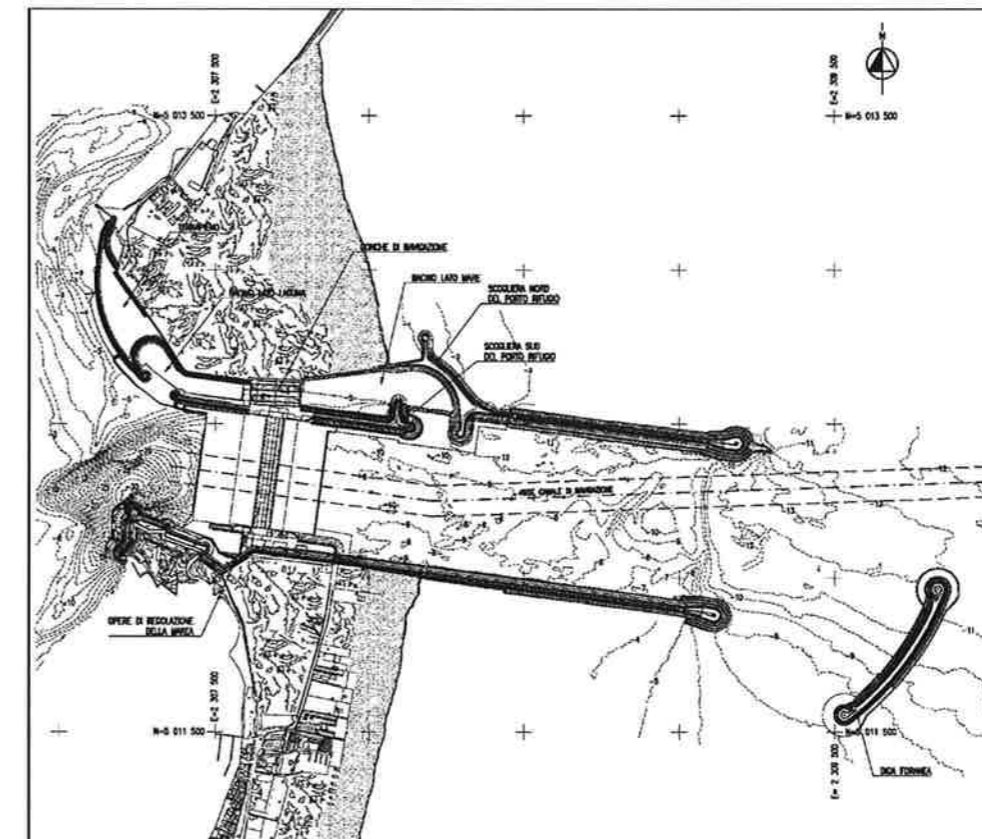 N
E=2 307 500
E=2 309 500
N=5 013 500
N=5 013 500
CONCHE DI NAVIGAZIONE
BACINO LATO MARE
BACINO LATO LAGUNA
SCOGLIERA NORD
DEL PORTO RIFUGIO
SCOGLIERA SUD
DEL PORTO RIFUGIO
ASSE CANALE DI NAVIGAZIONE
OPERE DI REGOLAZIONE
DELLA MAREA
E=2 307 500
N=5 011 500
N=5 011 500
E= 2 309 500
DIGA FORANEA